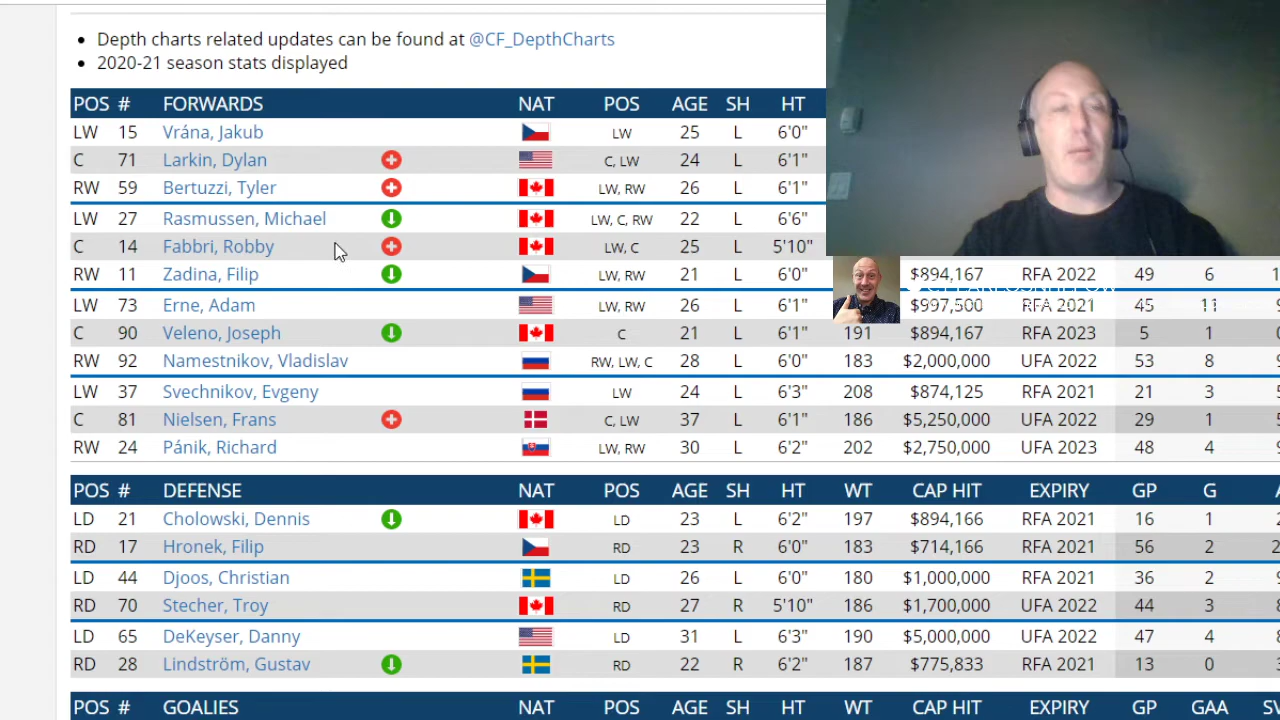 Depth charts related updates can be found at @CF_DepthCharts
2020-21 season stats displayed
POS # FORWARDS NAT POS AGE SH HT
LW 15 Vrána, Jakub LW 25 L 6'0"
C 71 Larkin, Dylan C, LW 24 L 6'1"
RW 59 Bertuzzi, Tyler LW, RW 26 L 6'1"
LW 27 Rasmussen, Michael LW, C, RW 22 L 6'6"
C 14 Fabbri, Robby LW, C 25 L 5'10"
RW 11 Zadina, Filip LW, RW 21 L 6'0" $894,167 RFA 2022 49 6
LW 73 Erne, Adam LW, RW 26 L 6'1" $997,500 RFA 2021 45 11
C 90 Veleno, Joseph C 21 L 6'1" 191 $894,167 RFA 2023 5 1
RW 92 Namestnikov, Vladislav RW, LW, C 28 L 6'0" 183 $2,000,000 UFA 2022 53 8
LW 37 Svechnikov, Evgeny LW 24 L 6'3" 208 $874,125 RFA 2021 21 3
C 81 Nielsen, Frans C, LW 37 L 6'1" 186 $5,250,000 UFA 2022 29 1
RW 24 Pánik, Richard LW, RW 30 L 6'2" 202 $2,750,000 UFA 2023 48 4
POS # DEFENSE NAT POS AGE SH HT WT CAP HIT EXPIRY GP G
LD 21 Cholowski, Dennis LD 23 L 6'2" 197 $894,166 RFA 2021 16 1
RD 17 Hronek, Filip RD 23 R 6'0" 183 $714,166 RFA 2021 56 2
LD 44 Djoos, Christian LD 26 L 6'0" 180 $1,000,000 RFA 2021 36 2
RD 70 Stecher, Troy RD 27 R 5'10" 186 $1,700,000 UFA 2022 44 3
LD 65 DeKeyser, Danny LD 31 L 6'3" 190 $5,000,000 UFA 2022 47 4
RD 28 Lindström, Gustav RD 22 R 6'2" 187 $775,833 RFA 2021 13 0
POS # GOALIES NAT POS AGE SH HT WT CAP HIT EXPIRY GP GAA